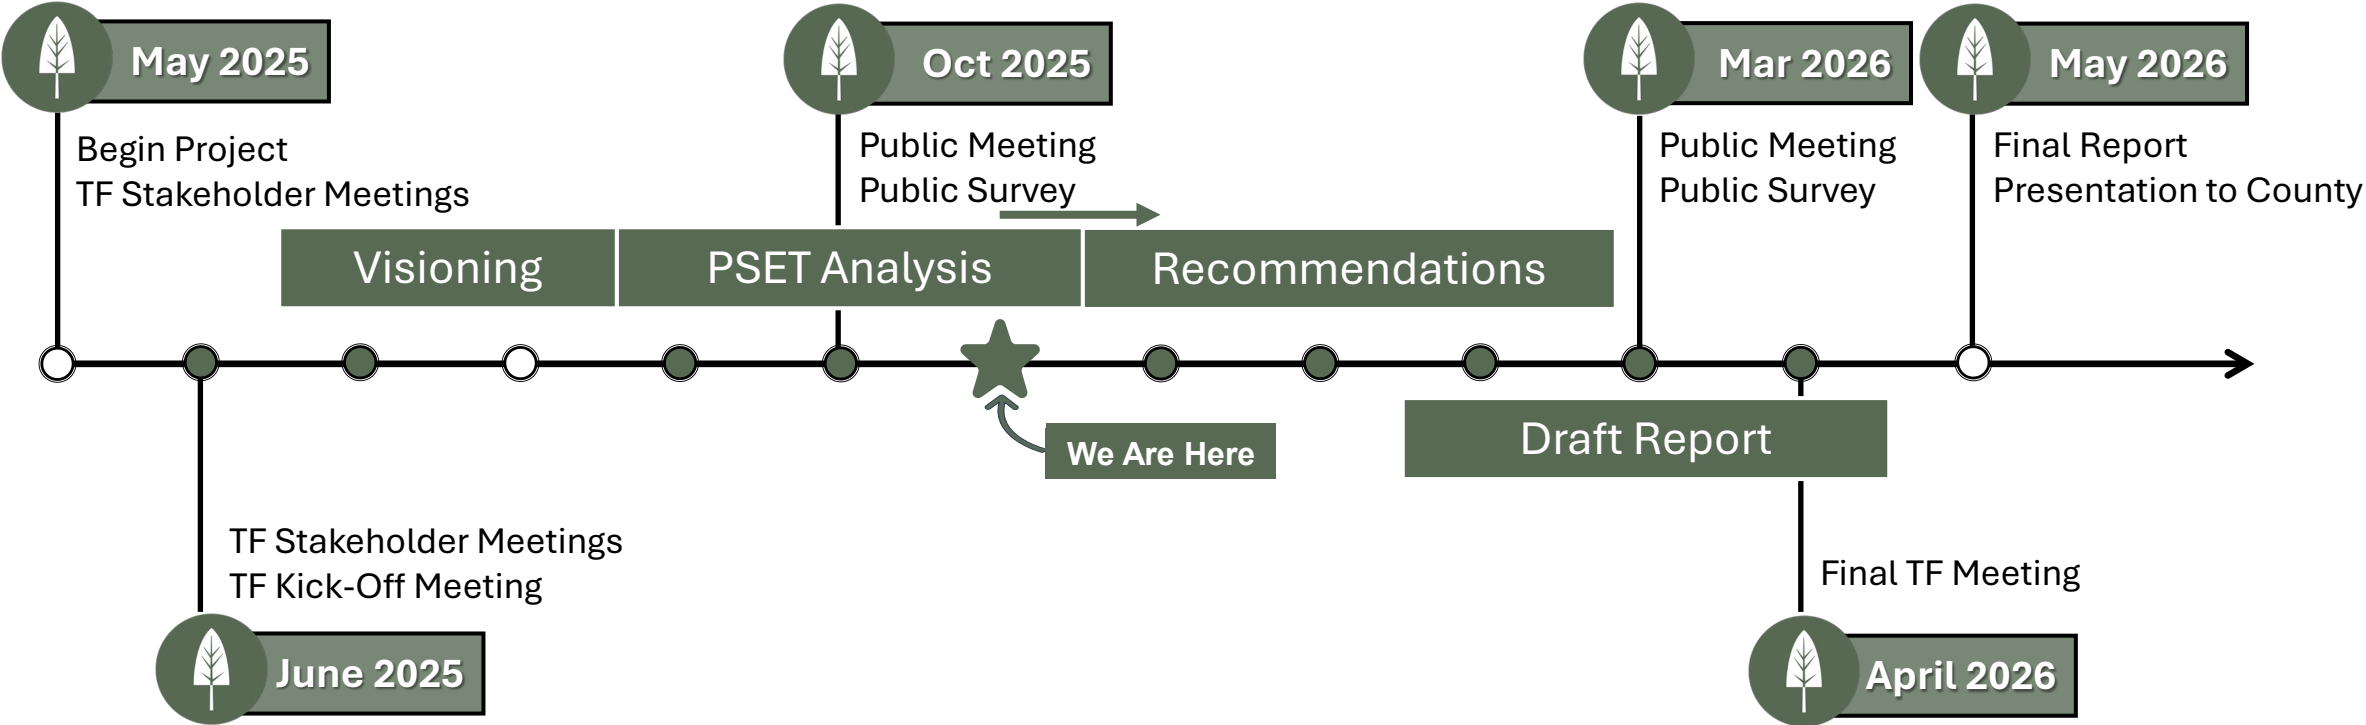 May 2025
Begin Project
TF Stakeholder Meetings
Oct 2025
Public Meeting
Public Survey
Mar 2026
Public Meeting
Public Survey
May 2026
Final Report
Presentation to County
Visioning
PSET Analysis
Recommendations
We Are Here
Draft Report
TF Stakeholder Meetings
TF Kick-Off Meeting
June 2025
Final TF Meeting
April 2026